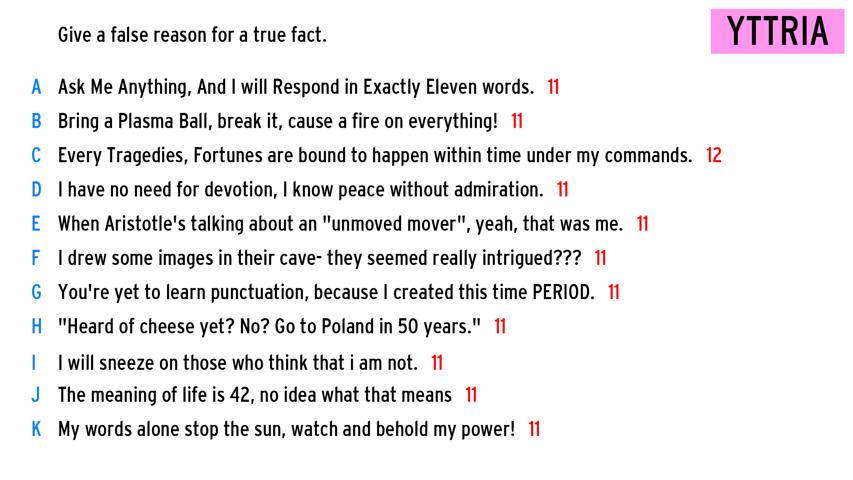 Give a false reason for a true fact.
YTTRIA
A Ask Me Anything, And I will Respond in Exactly Eleven words. 11
B Bring a Plasma Ball, break it, cause a fire on everything! 11
C Every Tragedies, Fortunes are bound to happen within time under my commands. 12
D I have no need for devotion, I know peace without admiration. 11
E When Aristotle's talking about an "unmoved mover", yeah, that was me. 11
F I drew some images in their cave- they seemed really intrigued??? 11
G You're yet to learn punctuation, because I created this time PERIOD. 11
H "Heard of cheese yet? No? Go to Poland in 50 years." 11
I I will sneeze on those who think that i am not. 11
J The meaning of life is 42, no idea what that means 11
K My words alone stop the sun, watch and behold my power! 11